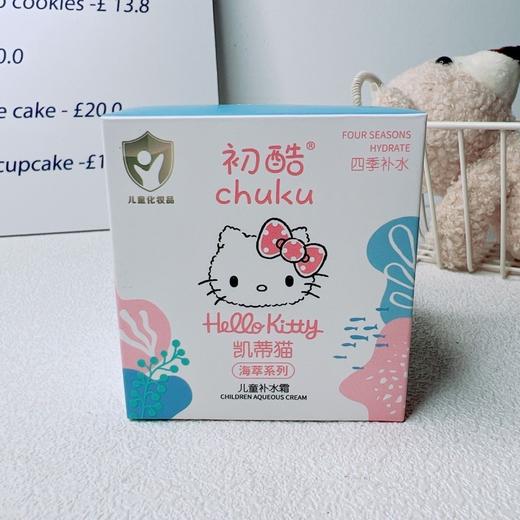 cookies -£ 13.8
0.0
e cake - £20.0
cupcake -£1
儿童化妆品
初酷®
chuku
FOUR SEASONS
HYDRATE
四季补水
Hello Kitty
凯蒂猫
海萃系列
儿童补水霜
CHILDREN AQUEOUS CREAM